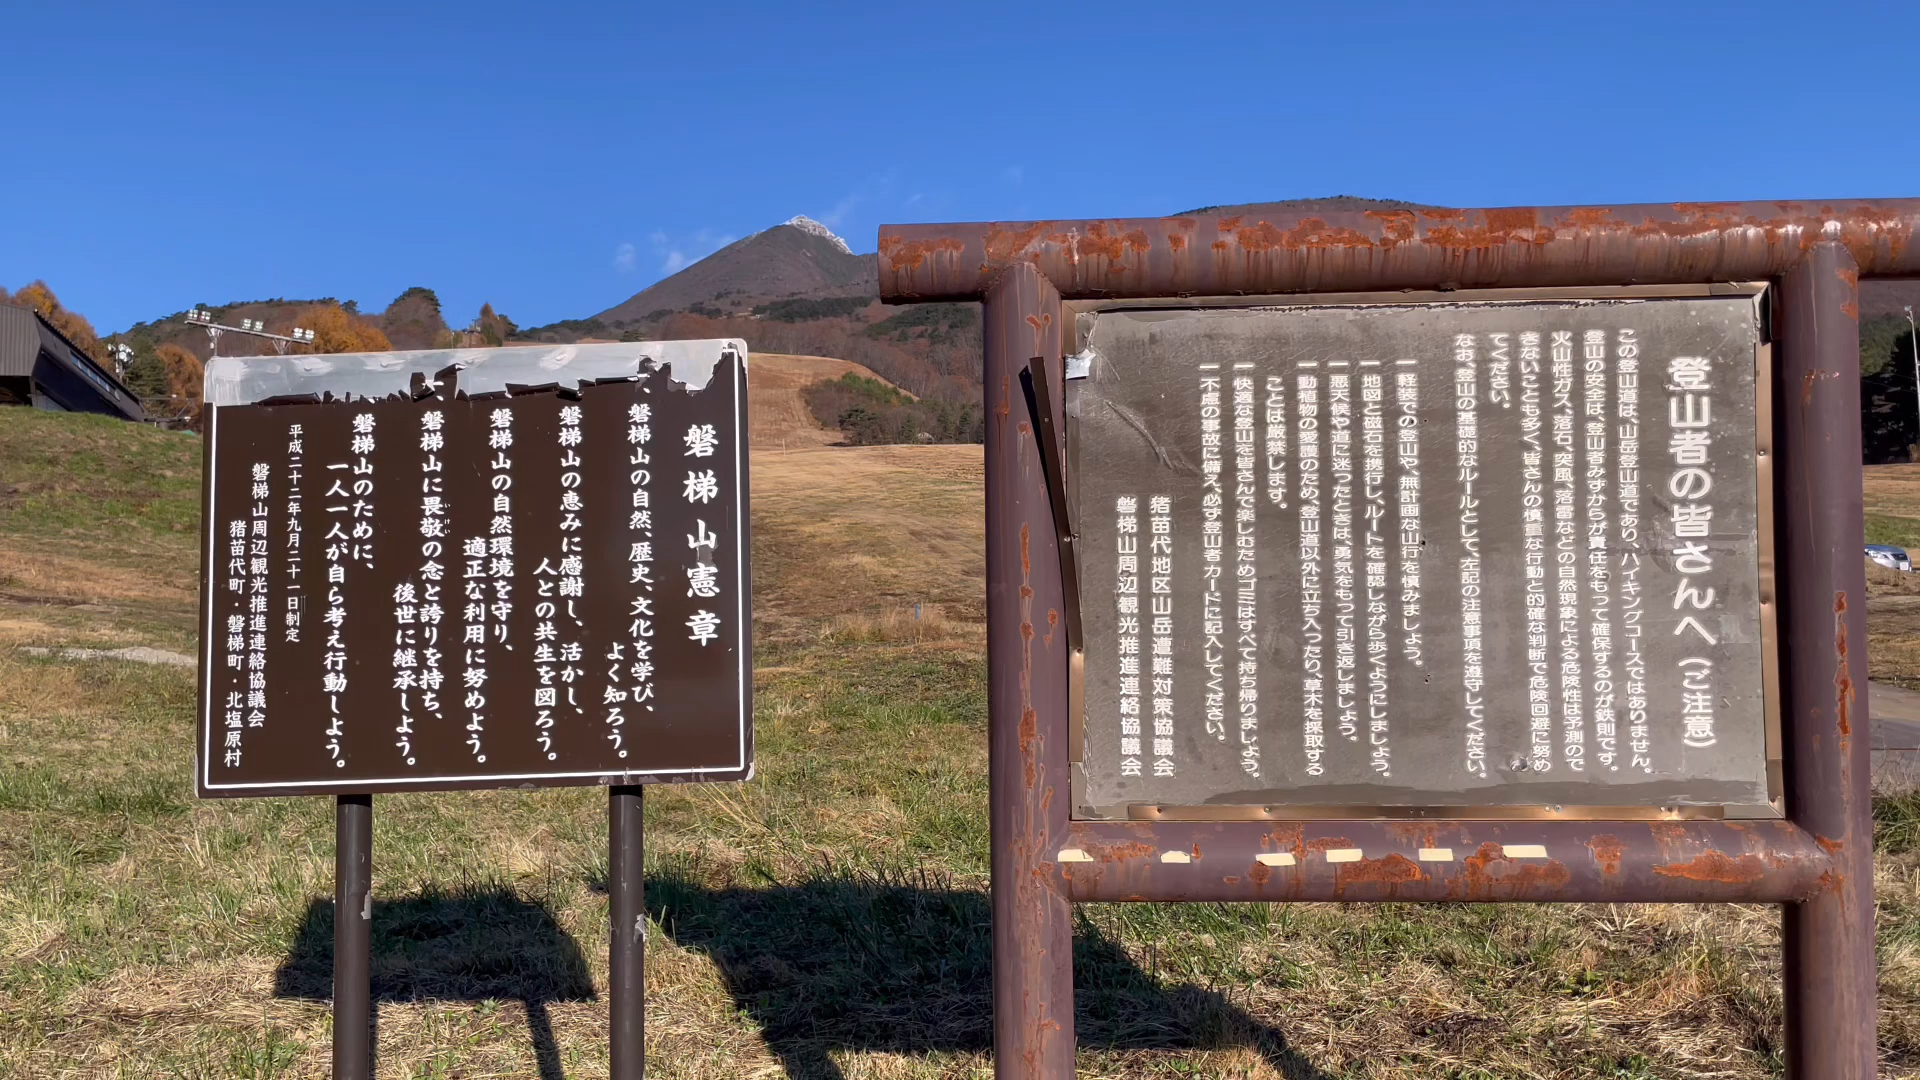 磐梯山憲章
、磐梯山の自然、歴史、文化を学び、
よく知ろう。
磐梯山の恵みに感謝し、活かし、
人との共生を図ろう。
磐梯山の自然環境を守り、
適正な利用に努めよう。
、磐梯山に畏敬の念と誇りを持ち、
いけい
後世に継承しよう。
磐梯山のために、
一人一人が自ら考え行動しよう。
平成二十二年九月二十一日制定
磐梯山周辺観光推進連絡協議会
猪苗代町・磐梯町・北塩原村
登山者の皆さんへ（ご注意）
この登山道は、山岳登山道であり、ハイキングコースではありません。
登山の安全は、登山者みずからが責任をもって確保するのが鉄則です。
火山性ガス、落石、突風、落雷などの自然現象による危険性は予測ので
きないことも多く、皆さんの慎重な行動と的確な判断で危険回避に努め
てください。
なお、登山の基礎的なルールとして、左記の注意事項を遵守してください。
一 軽装での登山や、無計画な山行を慎みましょう。
一 地図と磁石を携行し、ルートを確認しながら歩くようにしましょう。
一 悪天候や道に迷ったときは、勇気をもって引き返しましょう。
一 動植物の愛護のため、登山道以外に立ち入ったり、草木を採取する
ことは厳禁します。
一 快適な登山を皆さんで楽しむためゴミはすべて持ち帰りましょう。
一 不慮の事故に備え、必ず登山者カードに記入してください。
猪苗代地区山岳遭難対策協議会
磐梯山周辺観光推進連絡協議会